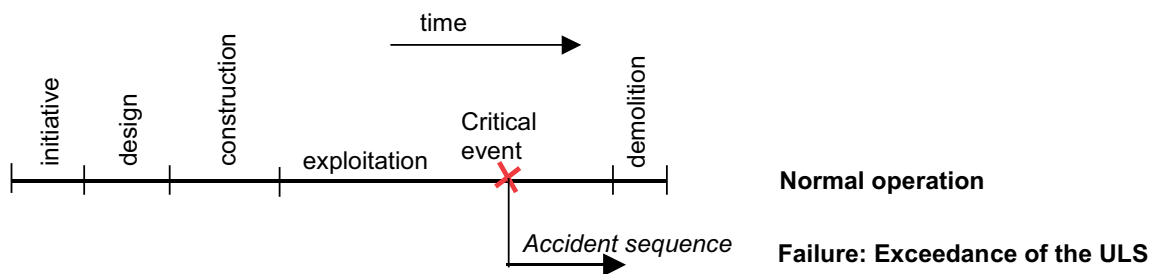 time
initiative
design
construction
exploitation
Critical
event
demolition
Normal operation
Accident sequence
Failure: Exceedance of the ULS